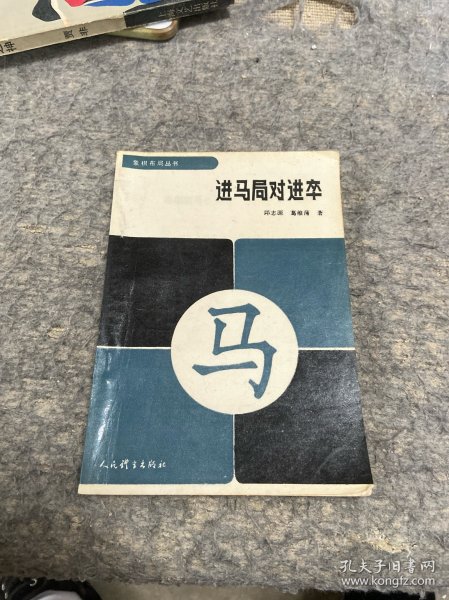 象棋布局丛书
进马局对进卒
邱志源 葛维蒲 著
马
人民体育出版社
孔夫子旧书网
www.kongfz.com